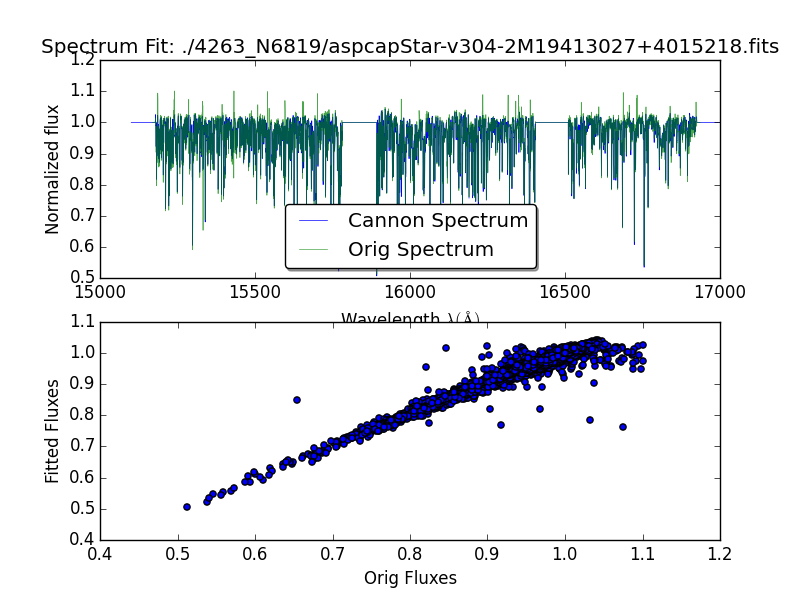 Spectrum Fit: ./4263_N6819/aspcapStar-v304-2M19413027+4015218.fits
1.2
1.1
1.0
0.9
0.8
0.7
0.6
0.5
Normalized flux
Cannon Spectrum
Orig Spectrum
15000 15500 16000 16500 17000
Wavelength λ(Å)
1.1
1.0
0.9
0.8
0.7
0.6
0.5
0.4
Fitted Fluxes
0.4 0.5 0.6 0.7 0.8 0.9 1.0 1.1 1.2
Orig Fluxes